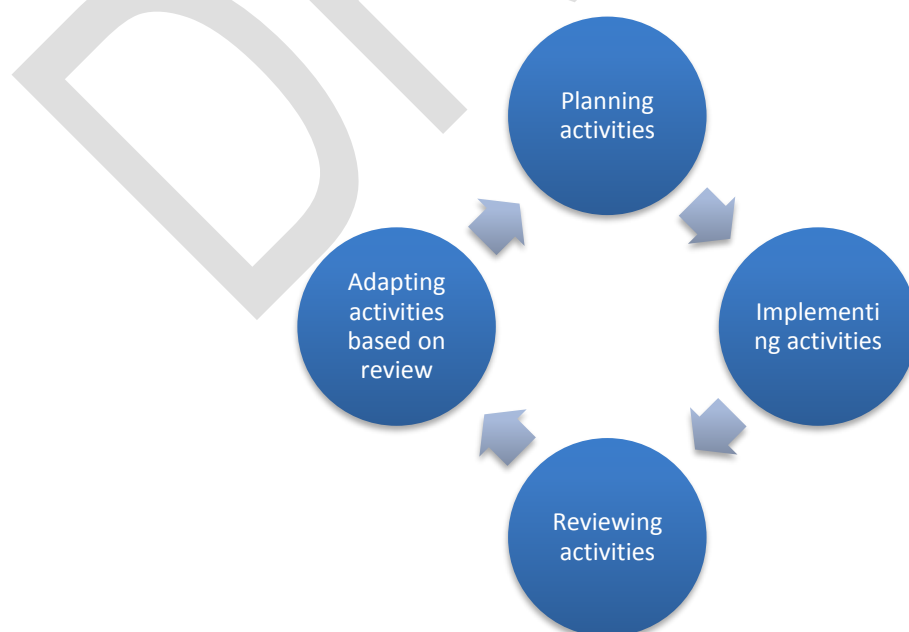 Planning
activities
Implementi
ng activities
Reviewing
activities
Adapting
activities
based on
review